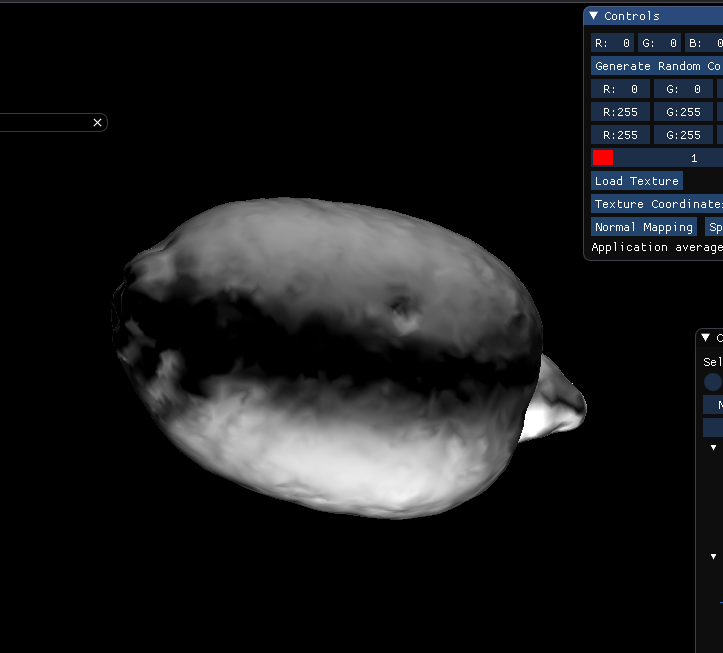 Controls
R: 0 G: 0 B: 0
Generate Random Co
R: 0 G: 0
R:255 G:255
R:255 G:255
1
Load Texture
Texture Coordinates
Normal Mapping Sp
Application average
Sel